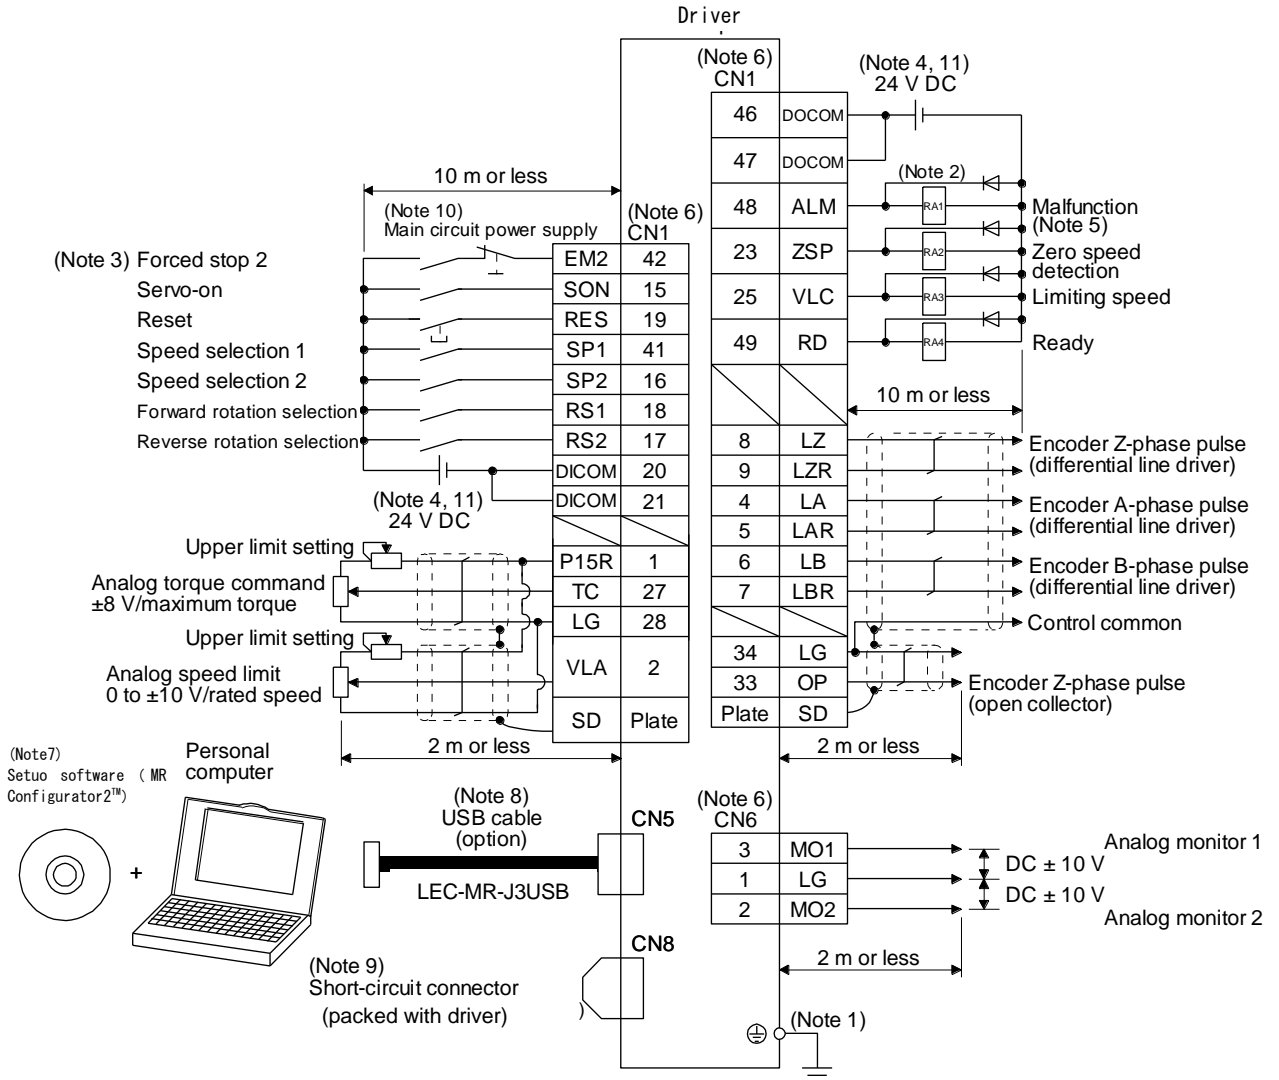 Driver
(Note 6)
CN1
(Note 4, 11)
24 V DC
46 DOCOM
47 DOCOM
(Note 2)
48 ALM RA1 Malfunction
(Note 5)
23 ZSP RA2 Zero speed
detection
25 VLC RA3 Limiting speed
49 RD RA4 Ready
10 m or less
8 LZ Encoder Z-phase pulse
9 LZR (differential line driver)
4 LA Encoder A-phase pulse
5 LAR (differential line driver)
6 LB Encoder B-phase pulse
7 LBR (differential line driver)
Control common
34 LG
33 OP Encoder Z-phase pulse
(open collector)
Plate SD
2 m or less
10 m or less
(Note 10)
Main circuit power supply
(Note 6)
CN1
(Note 3) Forced stop 2 EM2 42
Servo-on SON 15
Reset RES 19
Speed selection 1 SP1 41
Speed selection 2 SP2 16
Forward rotation selection RS1 18
Reverse rotation selection RS2 17
DICOM 20
DICOM 21
(Note 4, 11)
24 V DC
Upper limit setting P15R 1
Analog torque command
±8 V/maximum torque
TC 27
LG 28
Upper limit setting
Analog speed limit
0 to ±10 V/rated speed
VLA 2
SD Plate
2 m or less
(Note7)
Setuo software ( MR
Configurator2™)
+
Personal
computer
(Note 8)
USB cable
(option)
LEC-MR-J3USB
CN5
(Note 9)
Short-circuit connector
(packed with driver)
)
CN8
(Note 6)
CN6
3 MO1 Analog monitor 1
DC ± 10 V
1 LG
DC ± 10 V
2 MO2 Analog monitor 2
2 m or less
(Note 1)